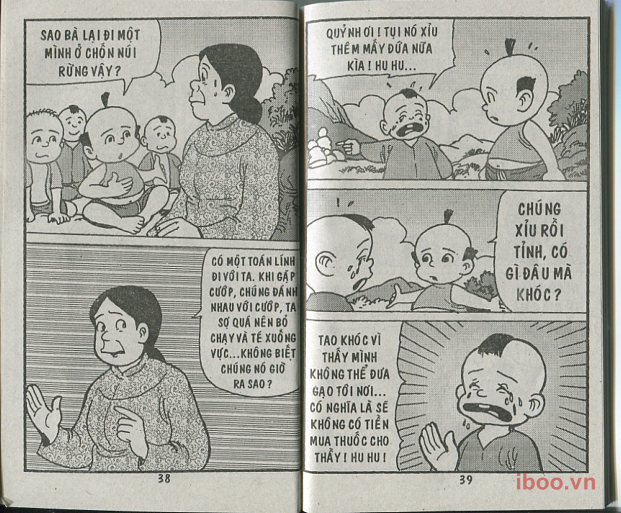 SAO BÀ LẠI ĐI MỘT
MÌNH Ở CHỐN NÚI
RỪNG VẬY ?
CÓ MỘT TOÁN LÍNH
ĐI VỚI TA. KHI GẶP
CƯỚP, CHÚNG ĐÁNH
NHAU VỚI CƯỚP, TA
SỢ QUÁ NÊN BỎ
CHẠY VÀ TÉ XUỐNG
VỰC...KHÔNG BIẾT
CHÚNG NÓ GIỜ
RA SAO ?
38
QUỶNH ƠI ! TỤI NÓ XỈU
THÊM MẤY ĐỨA NỮA
KÌA ! HU HU...
! !
CHÚNG
XỈU RỒI
TỈNH, CÓ
GÌ ĐÂU MÀ
KHÓC ?
TAO KHÓC VÌ
THẤY MÌNH
KHÔNG THỂ ĐƯA
GẠO TỚI NƠI...
CÓ NGHĨA LÀ SẼ
KHÔNG CÓ TIỀN
MUA THUỐC CHO
THẦY ! HU HU !
39
iboo.vn